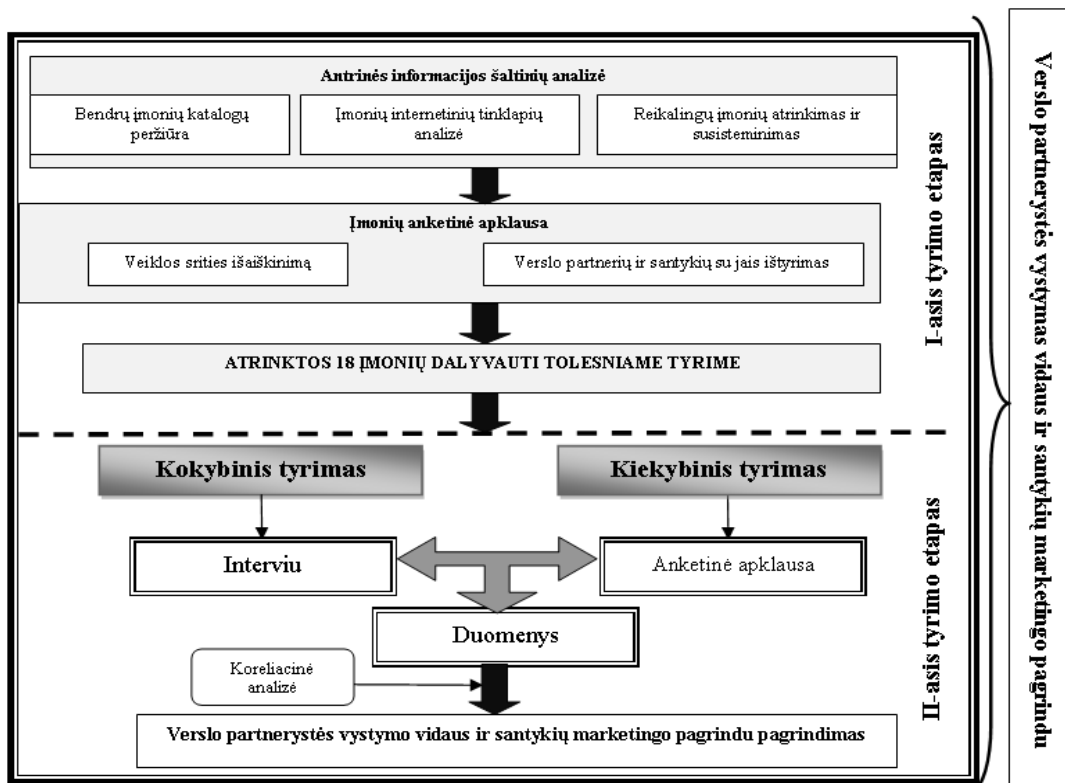 Antrinės informacijos šaltinių analizė
Bendrų įmonių katalogų
peržiūra
Įmonių internetinių tinklapių
analizė
Reikalingų įmonių atrinkimas ir
susisteminimas
Įmonių anketinė apklausa
Veiklos srities išaiškinimą
Verslo partnerių ir santykių su jais ištyrimas
ATRINKTOS 18 ĮMONIŲ DALYVAUTI TOLESNIAME TYRIME
I-asis tyrimo etapas
Kokybinis tyrimas
Kiekybinis tyrimas
Interviu
Anketinė apklausa
Duomenys
Koreliacinė
analizė
Verslo partnerystės vystymo vidaus ir santykių marketingo pagrindu pagrindimas
II-asis tyrimo etapas
Verslo partnerystės vystymas vidaus ir santykių marketingo pagrindu